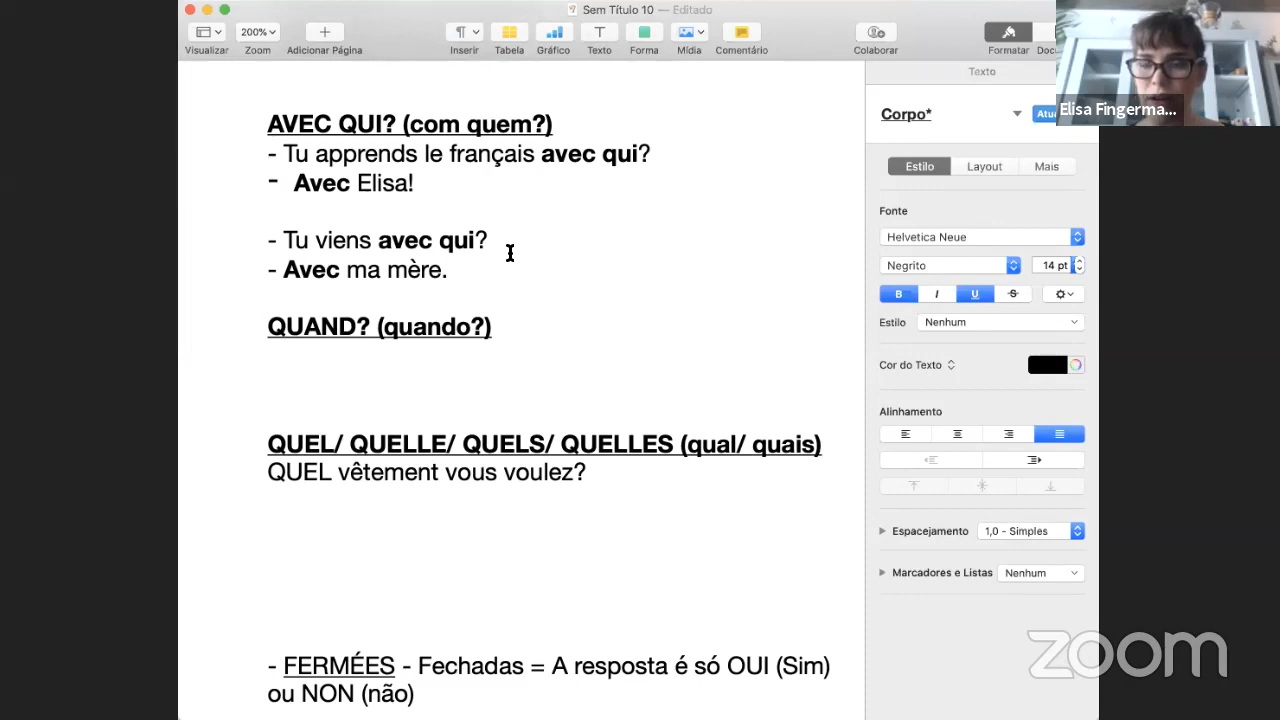 Sem Título 10 — Editado
200%
Visualizar Zoom Adicionar Página Inserir Tabela Gráfico Texto Forma Mídia Comentário Colaborar Formatar Doc
Texto
Elisa Fingerma...
AVEC QUI? (com quem?)
- Tu apprends le français avec qui?
- Avec Elisa!
- Tu viens avec qui?
- Avec ma mère.
QUAND? (quando?)
QUEL/ QUELLE/ QUELS/ QUELLES (qual/ quais)
QUEL vêtement vous voulez?
- FERMÉES - Fechadas = A resposta é só OUI (Sim)
ou NON (não)
Corpo*
Atua
Estilo Layout Mais
Fonte
Helvetica Neue
Negrito 14 pt
B I U S
Estilo Nenhum
Cor do Texto
Alinhamento
Espacejamento 1,0 - Simples
Marcadores e Listas Nenhum
zoom